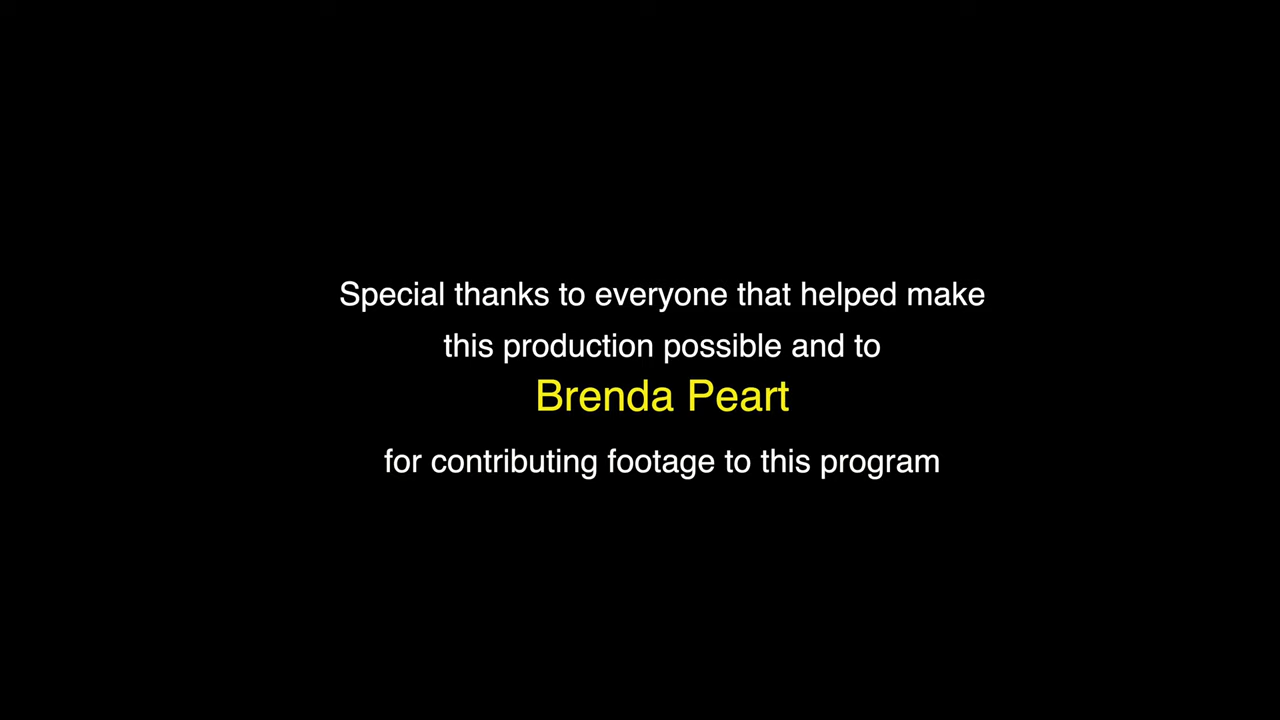 Special thanks to everyone that helped make
this production possible and to
Brenda Peart
for contributing footage to this program